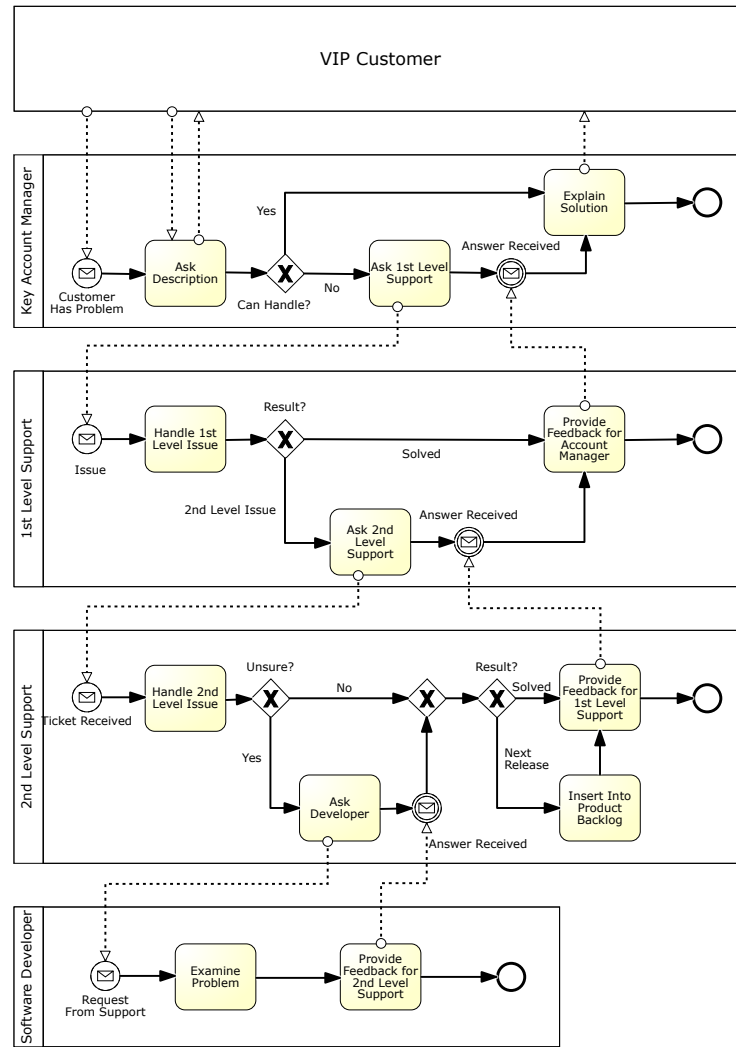 VIP Customer
Key Account Manager
Yes
Explain
Solution
Answer Received
Ask
Description
Ask 1st Level
Support
No
Customer
Has Problem
Can Handle?
1st Level Support
Result?
Handle 1st
Level Issue
Provide
Feedback for
Account
Manager
Issue
Solved
2nd Level Issue
Answer Received
Ask 2nd
Level
Support
2nd Level Support
Unsure?
Result?
Handle 2nd
Level Issue
No
Solved
Provide
Feedback for
1st Level
Support
Ticket Received
Yes
Next
Release
Ask
Developer
Insert Into
Product
Backlog
Answer Received
Software Developer
Examine
Problem
Provide
Feedback for
2nd Level
Support
Request
From Support